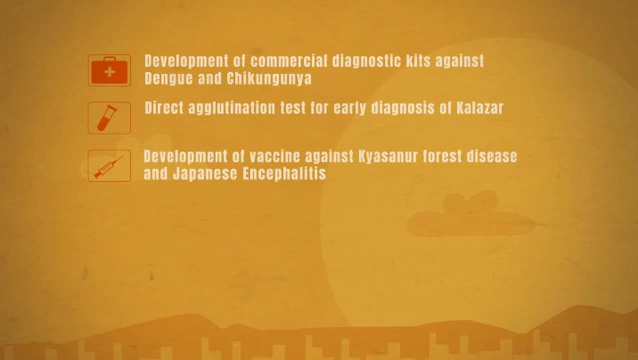 Development of commercial diagnostic kits against
Dengue and Chikungunya
Direct agglutination test for early diagnosis of Kalazar
Development of vaccine against Kyasanur forest disease
and Japanese Encephalitis